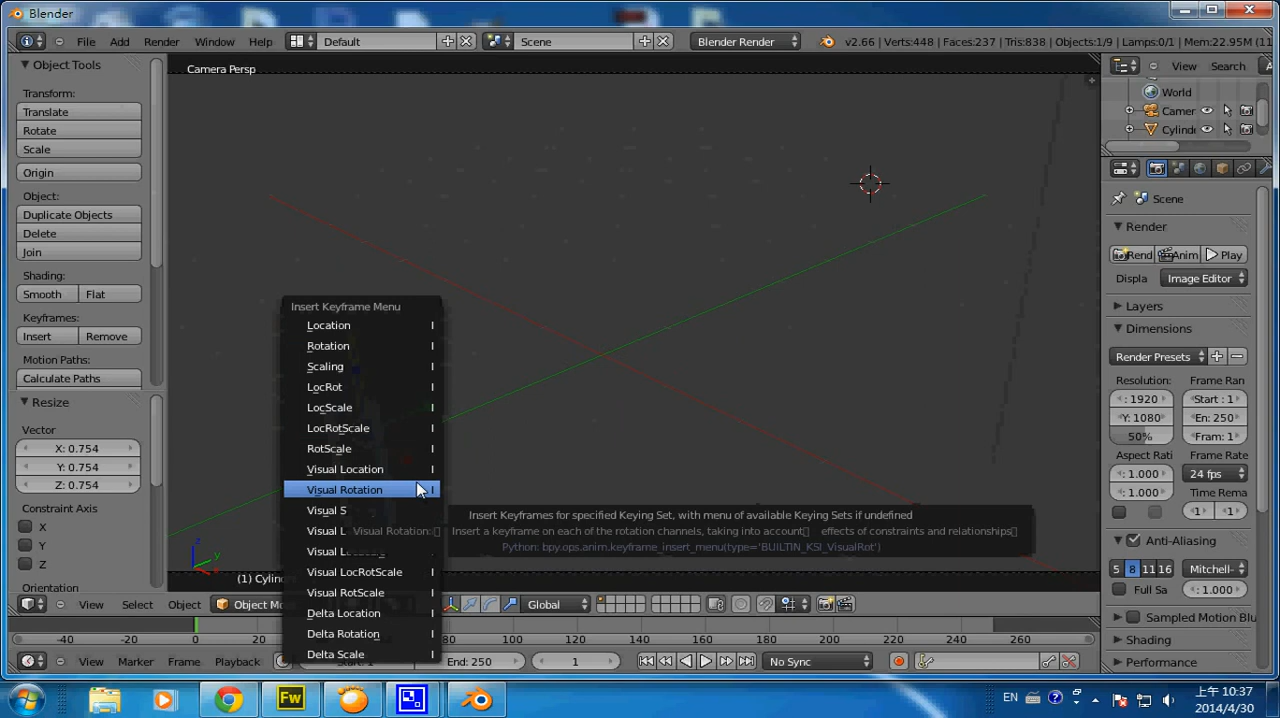 Blender
File Add Render Window Help Default Scene Blender Render v2.66 | Verts:448 | Faces:237 | Tris:838 | Objects:1/9 | Lamps:0/1 | Mem:22.95M (11
Object Tools
Transform:
Translate
Rotate
Scale
Origin
Object:
Duplicate Objects
Delete
Join
Shading:
Smooth Flat
Keyframes:
Insert Remove
Motion Paths:
Calculate Paths
Resize
Vector
X: 0.754
Y: 0.754
Z: 0.754
Constraint Axis
X
Y
Z
Orientation
Camera Persp
Insert Keyframe Menu
Location I
Rotation I
Scaling I
LocRot I
LocScale I
LocRotScale I
RotScale I
Visual Location I
Visual Rotation I
Visual S I
Visual L
Visual LocRotScale I
Visual RotScale I
Delta Location I
Delta Rotation I
Delta Scale I
Visual Rotation:
Insert Keyframes for specified Keying Set, with menu of available Keying Sets if undefined
Insert a keyframe on each of the rotation channels, taking into account effects of constraints and relationships
Python: bpy.ops.anim.keyframe_insert_menu(type='BUILTIN_KSI_VisualRot')
z y x
(1) Cylin
View Select Object Object Mo Global
-40 -20 0 20 80 100 120 140 160 180 200 220 240 260
View Marker Frame Playback Start: 1 End: 250 1 No Sync
View Search
World
Camer
Cylind
Scene
Render
Rend Anim Play
Displa Image Editor
Layers
Dimensions
Render Presets
Resolution: Frame Ran
: 1920 Start : 1
Y: 1080 En: 250
50% Fram: 1
Aspect Rati Frame Rate:
: 1.000 24 fps
: 1.000 Time Rema
:1 :1
Anti-Aliasing
5 8 11 16 Mitchell-
Full Sa : 1.000
Sampled Motion Blu
Shading
Performance
Fw
EN
上午 10:37
2014/4/30